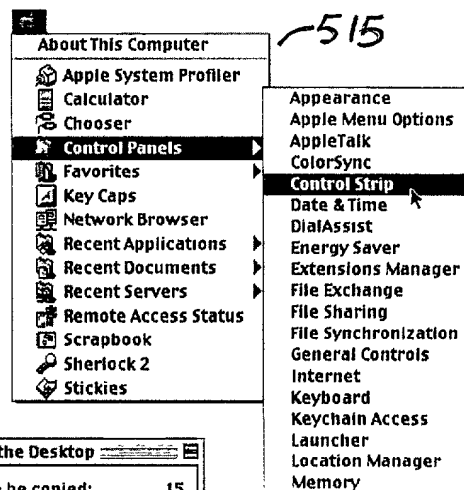 515
About This Computer
Apple System Profiler
Calculator
Chooser
Control Panels
Favorites
Key Caps
Network Browser
Recent Applications
Recent Documents
Recent Servers
Remote Access Status
Scrapbook
Sherlock 2
Stickies
Appearance
Apple Menu Options
AppleTalk
ColorSync
Control Strip
Date & Time
DialAssist
Energy Saver
Extensions Manager
File Exchange
File Sharing
File Synchronization
General Controls
Internet
Keyboard
Keychain Access
Launcher
Location Manager
Memory
the Desktop
be copied: 15